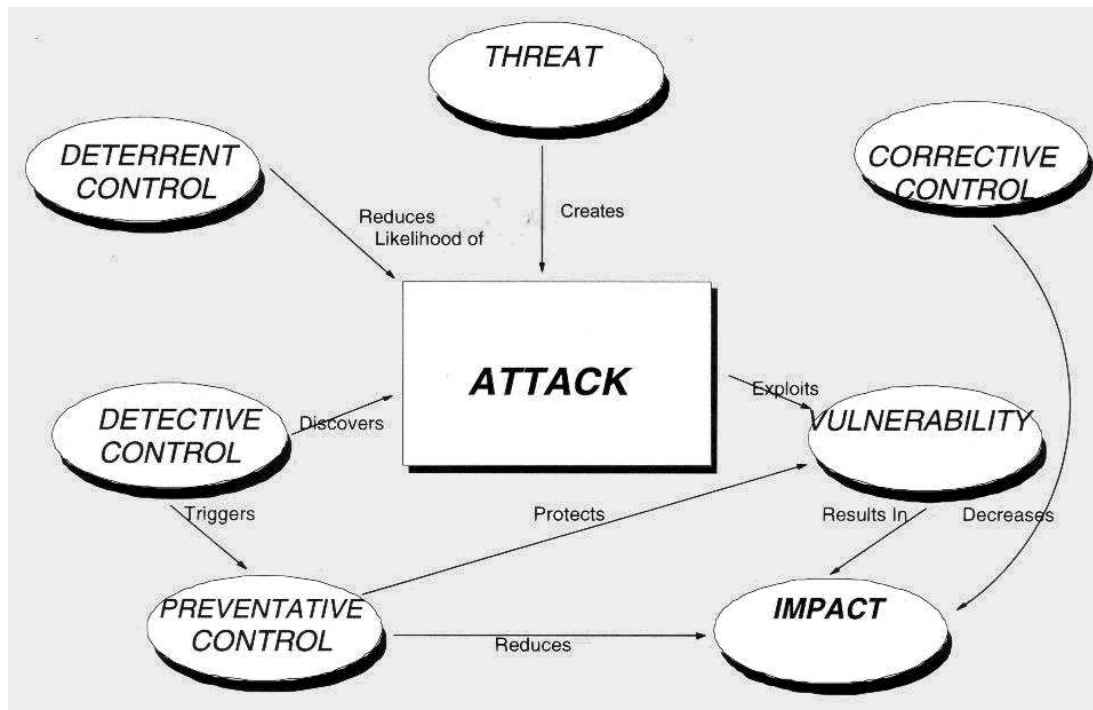 THREAT
DETERRENT
CONTROL
CORRECTIVE
CONTROL
Reduces
Likelihood of
Creates
ATTACK
Exploits
DETECTIVE
CONTROL
Discovers
VULNERABILITY
Triggers
Protects
Results In
Decreases
PREVENTATIVE
CONTROL
Reduces
IMPACT